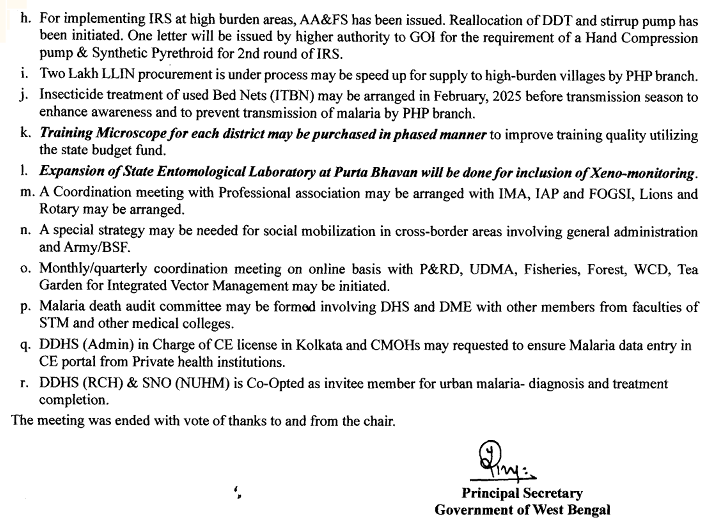 h. For implementing IRS at high burden areas, AA&FS has been issued. Reallocation of DDT and stirrup pump has
been initiated. One letter will be issued by higher authority to GOI for the requirement of a Hand Compression
pump & Synthetic Pyrethroid for 2nd round of IRS.
i. Two Lakh LLIN procurement is under process may be speed up for supply to high-burden villages by PHP branch.
j. Insecticide treatment of used Bed Nets (ITBN) may be arranged in February, 2025 before transmission season to
enhance awareness and to prevent transmission of malaria by PHP branch.
k. Training Microscope for each district may be purchased in phased manner to improve training quality utilizing
the state budget fund.
l. Expansion of State Entomological Laboratory at Purta Bhavan will be done for inclusion of Xeno-monitoring.
m. A Coordination meeting with Professional association may be arranged with IMA, IAP and FOGSI, Lions and
Rotary may be arranged.
n. A special strategy may be needed for social mobilization in cross-border areas involving general administration
and Army/BSF.
o. Monthly/quarterly coordination meeting on online basis with P&RD, UDMA, Fisheries, Forest, WCD, Tea
Garden for Integrated Vector Management may be initiated.
p. Malaria death audit committee may be formed involving DHS and DME with other members from faculties of
STM and other medical colleges.
q. DDHS (Admin) in Charge of CE license in Kolkata and CMOHs may requested to ensure Malaria data entry in
CE portal from Private health institutions.
r. DDHS (RCH) & SNO (NUHM) is Co-Opted as invitee member for urban malaria- diagnosis and treatment
completion.
The meeting was ended with vote of thanks to and from the chair.
Principal Secretary
Government of West Bengal